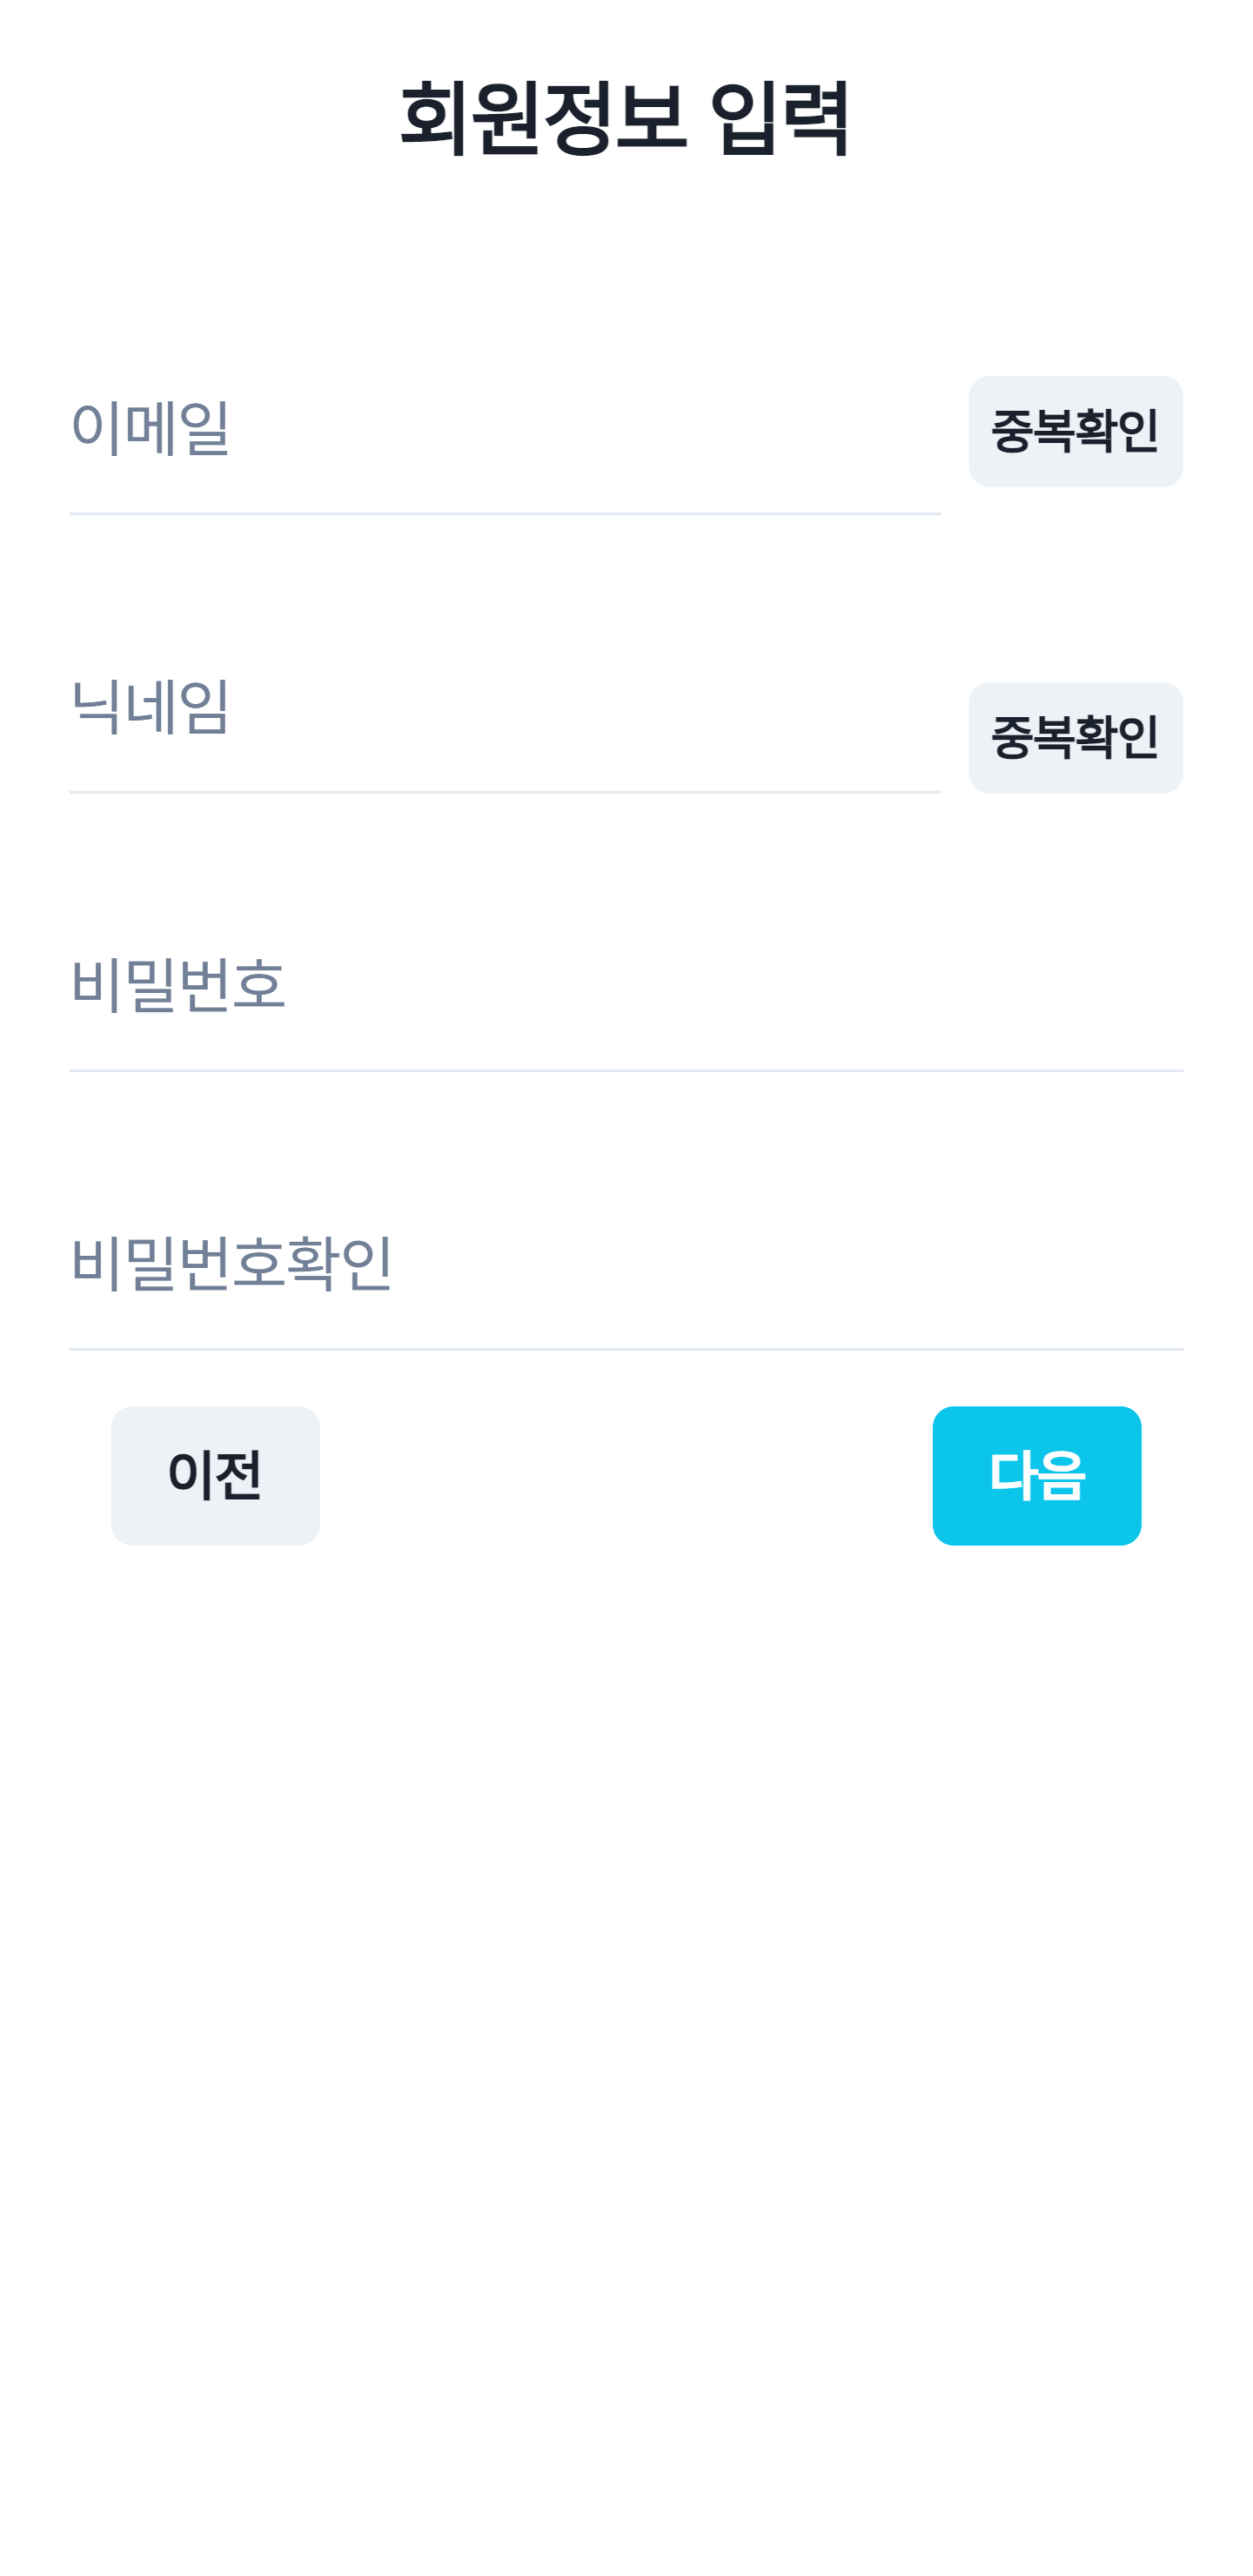 회원정보 입력
이메일 중복확인
닉네임 중복확인
비밀번호
비밀번호확인
이전 다음